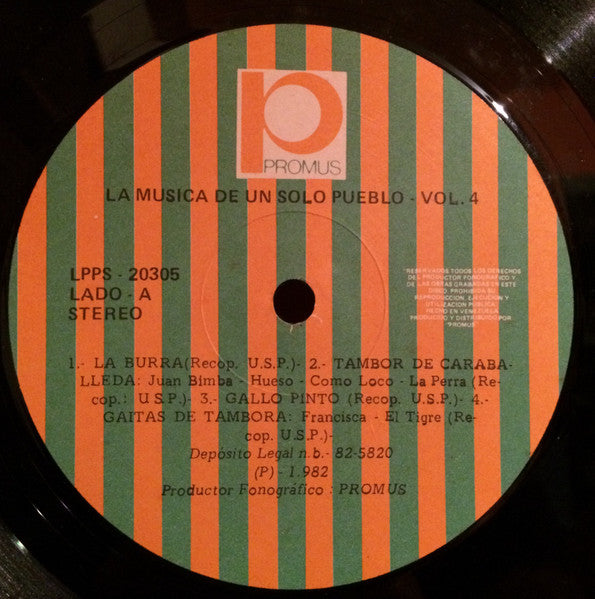 PROMUS
LA MUSICA DE UN SOLO PUEBLO - VOL. 4
LPPS - 20305
LADO - A
STEREO
"RESERVADOS TODOS LOS DERECHOS
DEL PRODUCTOR FONOGRAFICO Y
DE LAS OBRAS GRABADAS EN ESTE
DISCO. PROHIBIDA SU
REPRODUCCION, EJECUCION Y
UTILIZACION PUBLICA.
HECHO EN VENEZUELA
PRODUCIDO Y DISTRIBUIDO POR
"PROMUS
1.- LA BURRA(Recop. U.S.P.)- 2.- TAMBOR DE CARABA-
LLEDA: Juan Bimba - Hueso - Como Loco - La Perra (Re-
cop.: U S.P.)- 3.- GALLO PINTO (Recop. U.S.P.)- 4.-
GAITAS DE TAMBORA: Francisca - El Tigre (Re-
cop. U.S.P.)-
Depósito Legal n.b.- 82-5820
(P) - 1.982
Productor Fonográfico : PROMUS